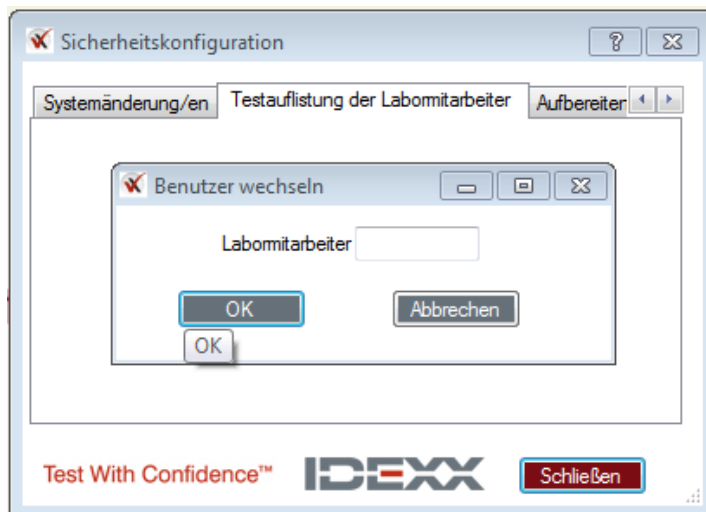 Sicherheitskonfiguration
Systemänderung/en Testauflistung der Labormitarbeiter Aufbereiter
Benutzer wechseln
Labormitarbeiter
OK Abbrechen
OK
Test With Confidence™ IDEXX Schließen